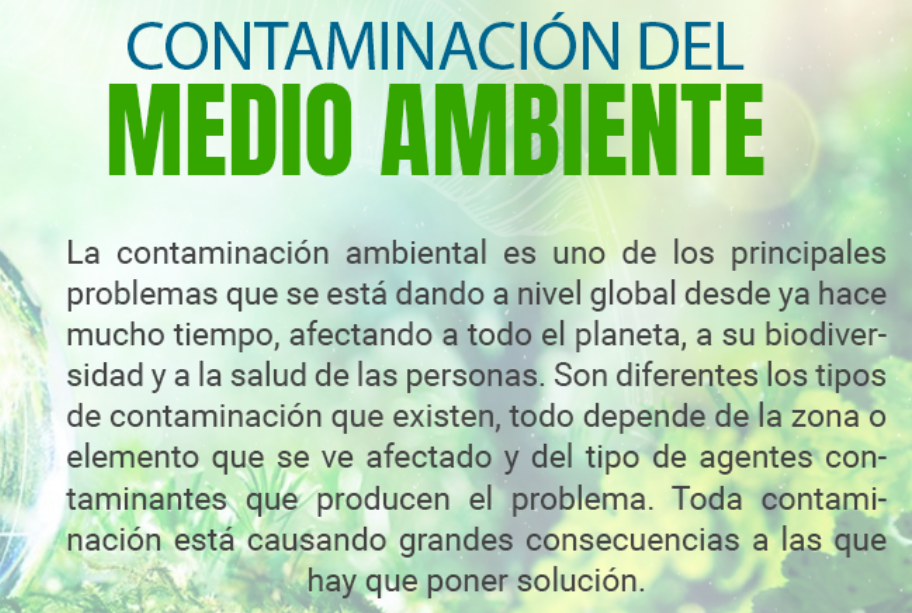 CONTAMINACIÓN DEL
MEDIO AMBIENTE
La contaminación ambiental es uno de los principales
problemas que se está dando a nivel global desde ya hace
mucho tiempo, afectando a todo el planeta, a su biodiver-
sidad y a la salud de las personas. Son diferentes los tipos
de contaminación que existen, todo depende de la zona o
elemento que se ve afectado y del tipo de agentes con-
taminantes que producen el problema. Toda contami-
nación está causando grandes consecuencias a las que
hay que poner solución.